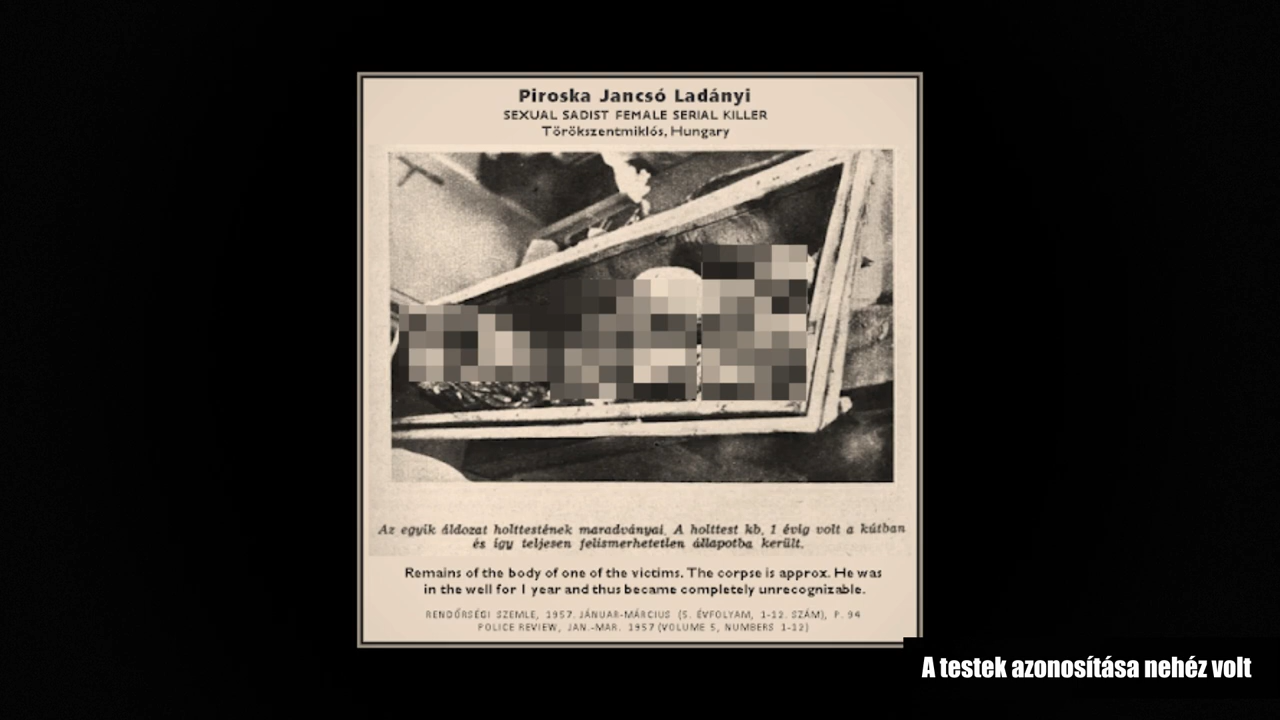 Piroska Jancsó Ladányi
SEXUAL SADIST FEMALE SERIAL KILLER
Törökszentmiklós, Hungary
Az egyik áldozat holttestének maradványai. A holttest kb, 1 évig volt a kútban
és így teljesen felismerhetetlen állapotba került.
Remains of the body of one of the victims. The corpse is approx. He was
in the well for 1 year and thus became completely unrecognizable.
RENDŐRSÉGI SZEMLE, 1957. JÁNUÁR-MÁRCIUS (5. ÉVFOLYAM, 1-12. SZÁM), P. 94
POLICE REVIEW, JAN.-MAR. 1957 (VOLUME 5, NUMBERS 1-12)
A testek azonosítása nehéz volt